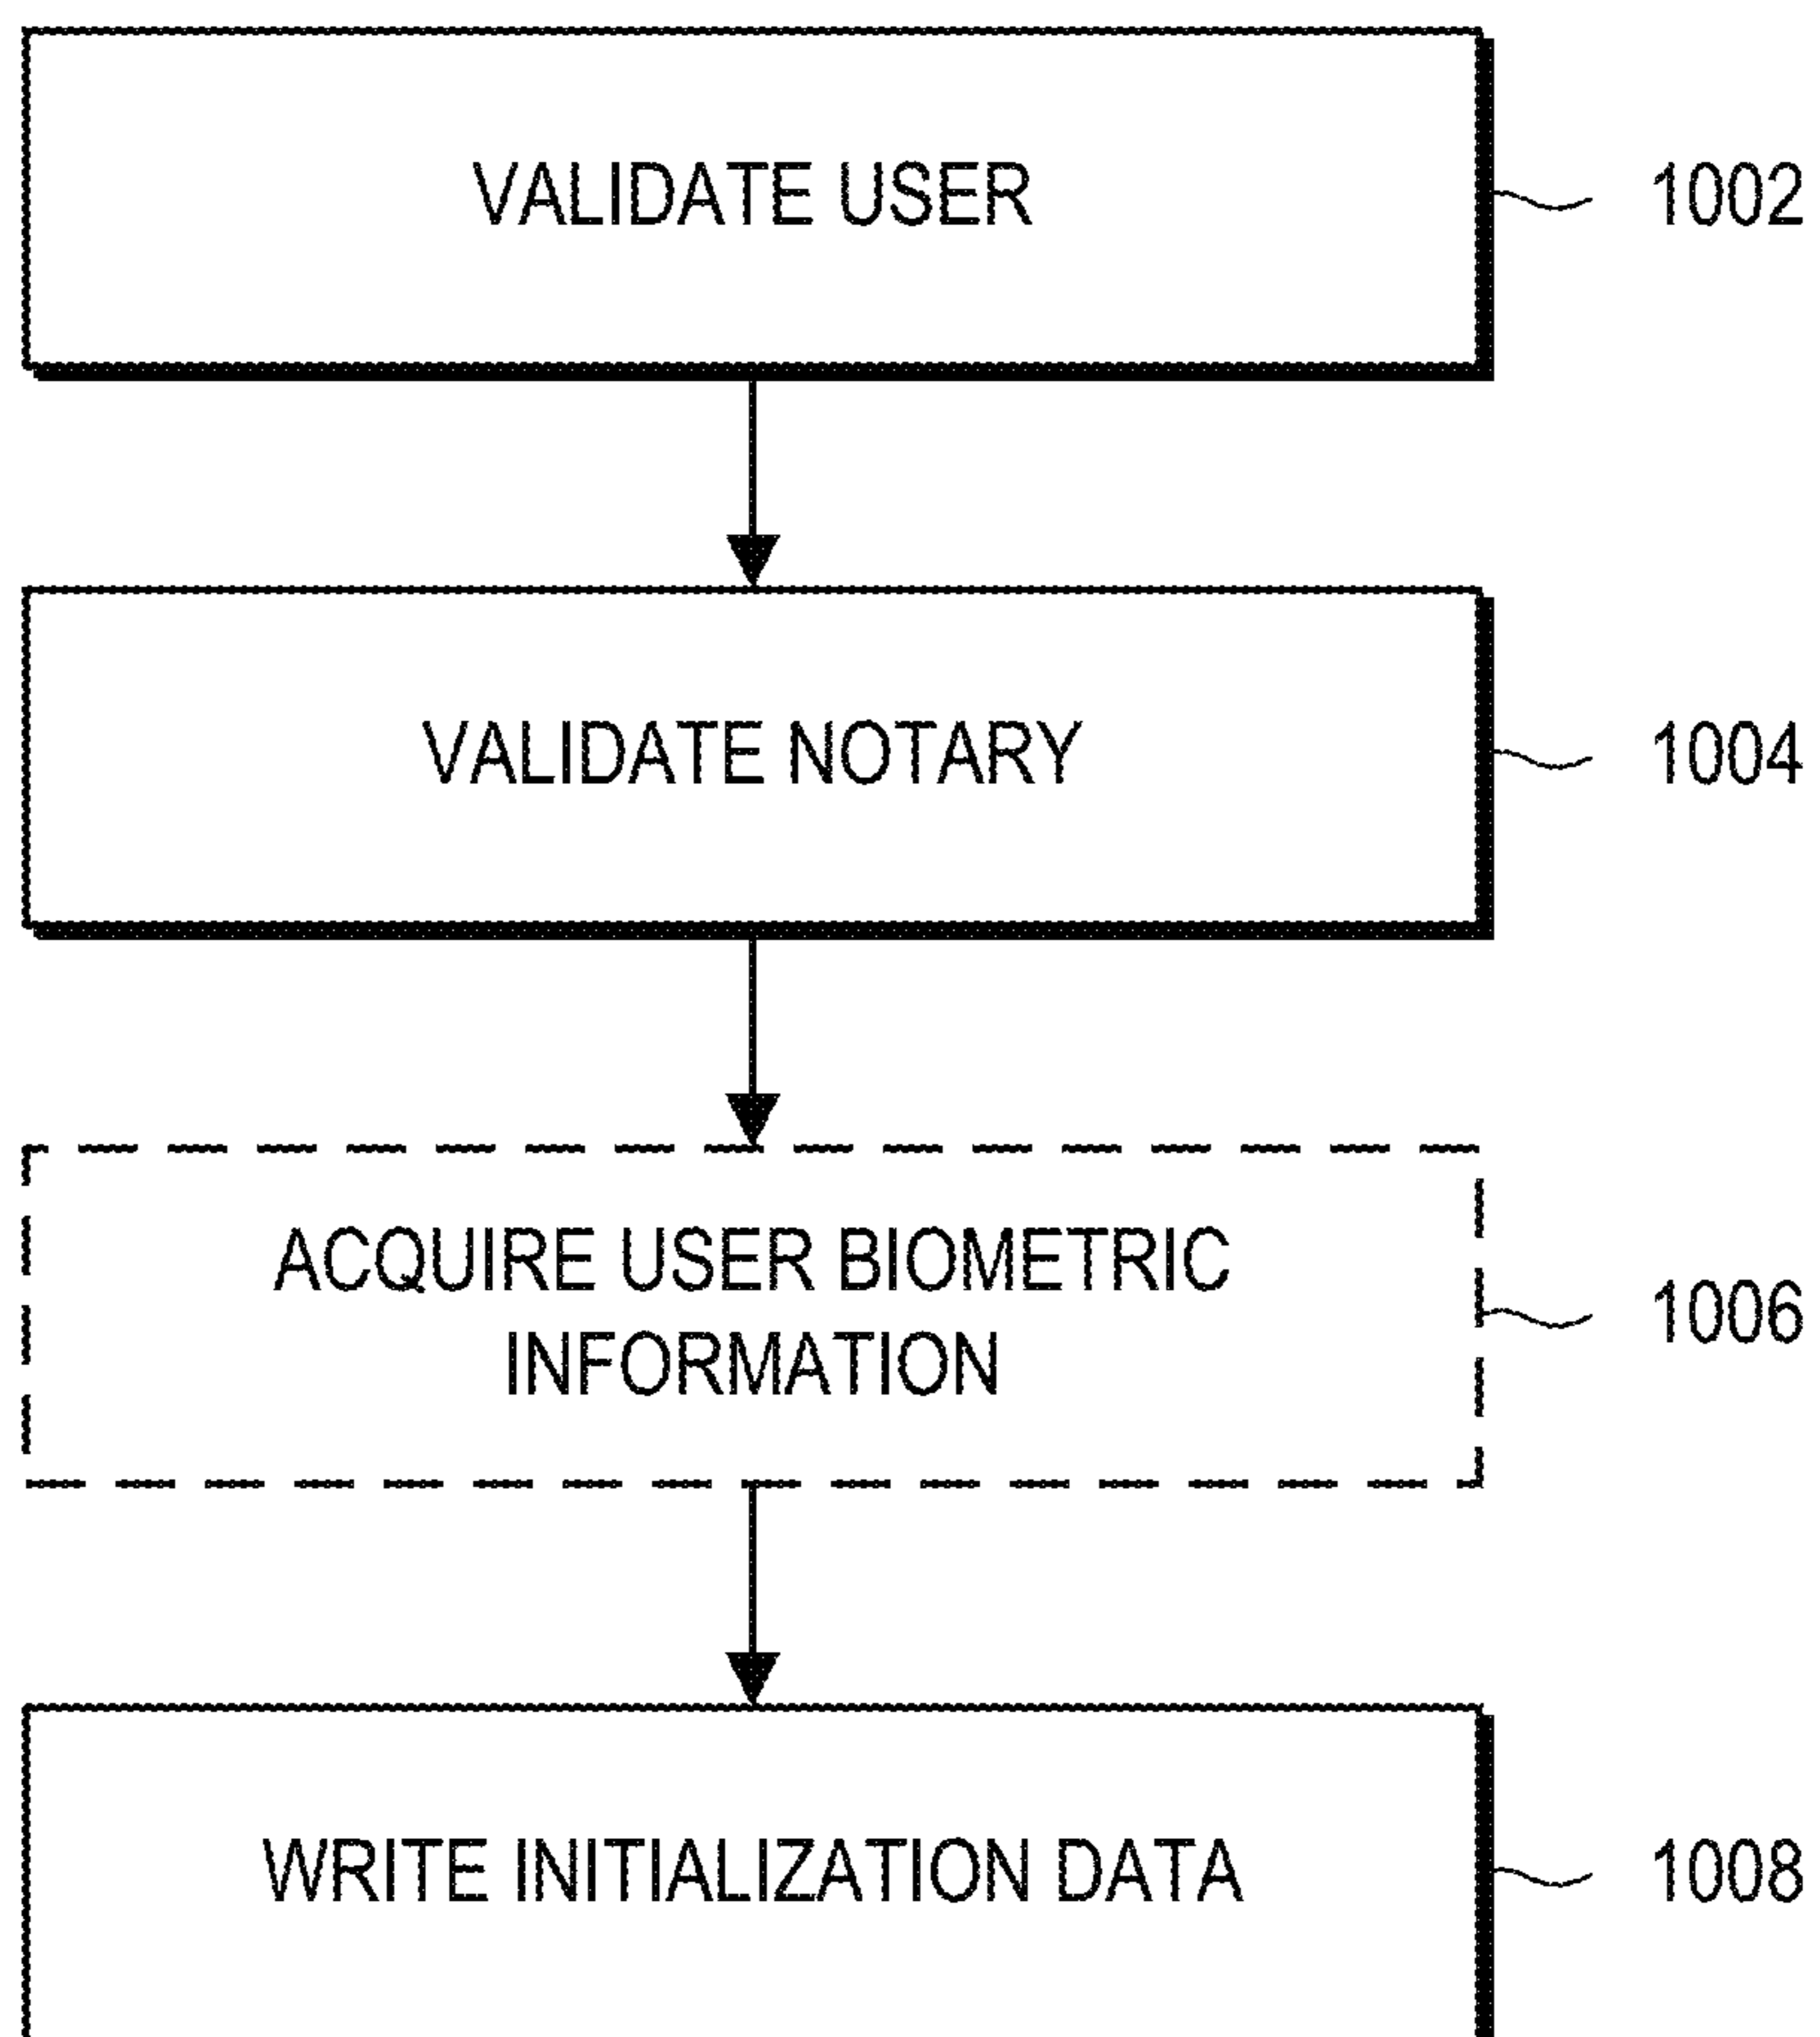 VALIDATE USER
1002
VALIDATE NOTARY
1004
ACQUIRE USER BIOMETRIC
INFORMATION
1006
WRITE INITIALIZATION DATA
1008